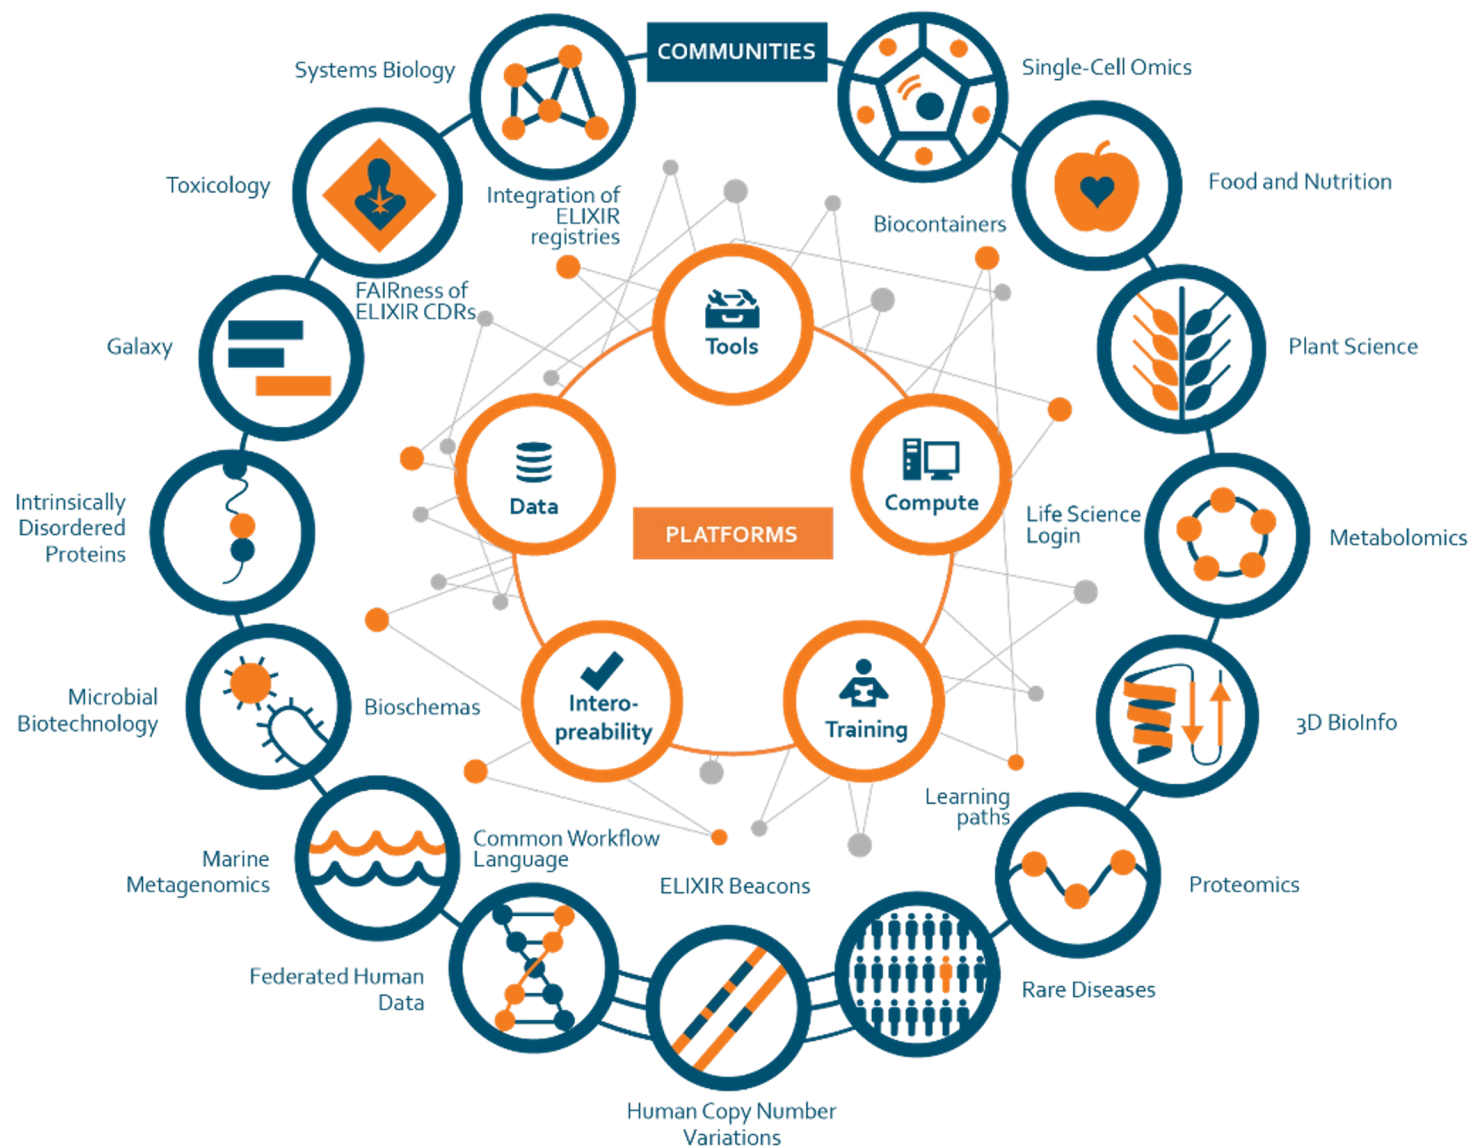 COMMUNITIES
Systems Biology
Single-Cell Omics
Toxicology
Food and Nutrition
Integration of
ELIXIR
registries
Biocontainers
FAIRness of
ELIXIR CDRs
Galaxy
Plant Science
Tools
Data
Compute
PLATFORMS
Life Science
Login
Intrinsically
Disordered
Proteins
Metabolomics
Microbial
Biotechnology
Bioschemas
Intero-
preability
Training
3D BioInfo
Learning
paths
Common Workflow
Language
Marine
Metagenomics
ELIXIR Beacons
Proteomics
Federated Human
Data
Rare Diseases
Human Copy Number
Variations